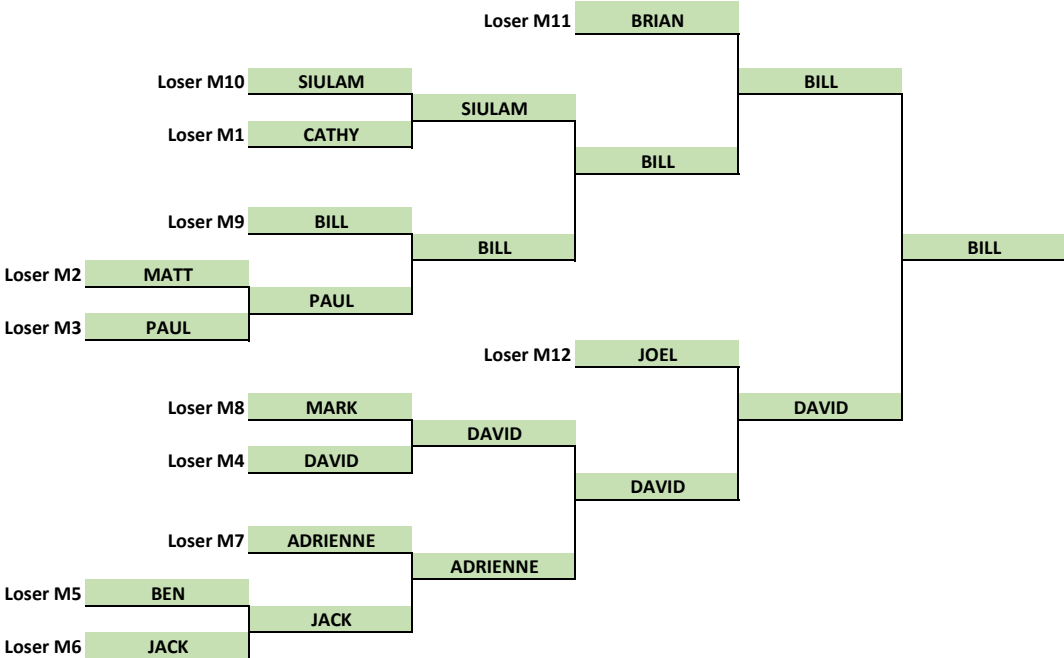 Loser M11 BRIAN
Loser M10 SIULAM BILL
SIULAM
Loser M1 CATHY
BILL
Loser M9 BILL
BILL BILL
Loser M2 MATT
PAUL
Loser M3 PAUL
Loser M12 JOEL
Loser M8 MARK DAVID
DAVID
Loser M4 DAVID
DAVID
Loser M7 ADRIENNE
ADRIENNE
Loser M5 BEN
JACK
Loser M6 JACK